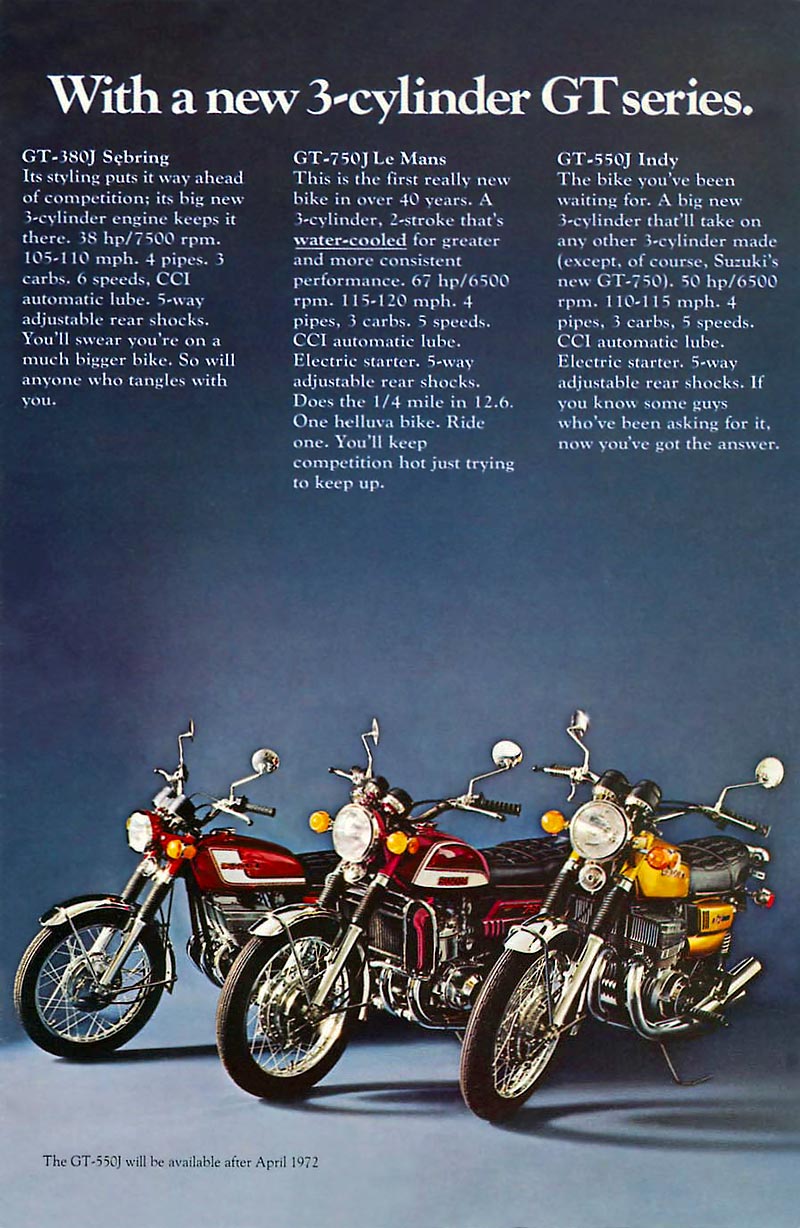 With a new 3-cylinder GT series.
GT-380J Sebring
Its styling puts it way ahead
of competition; its big new
3-cylinder engine keeps it
there. 38 hp/7500 rpm.
105-110 mph. 4 pipes. 3
carbs. 6 speeds, CCI
automatic lube. 5-way
adjustable rear shocks.
You'll swear you're on a
much bigger bike. So will
anyone who tangles with
you.
GT-750J Le Mans
This is the first really new
bike in over 40 years. A
3-cylinder, 2-stroke that's
water-cooled for greater
and more consistent
performance. 67 hp/6500
rpm. 115-120 mph. 4
pipes, 3 carbs. 5 speeds.
CCI automatic lube.
Electric starter. 5-way
adjustable rear shocks.
Does the 1/4 mile in 12.6.
One helluva bike. Ride
one. You'll keep
competition hot just trying
to keep up.
GT-550J Indy
The bike you've been
waiting for. A big new
3-cylinder that'll take on
any other 3-cylinder made
(except, of course, Suzuki's
new GT-750). 50 hp/6500
rpm. 110-115 mph. 4
pipes, 3 carbs, 5 speeds.
CCI automatic lube.
Electric starter. 5-way
adjustable rear shocks. If
you know some guys
who've been asking for it,
now you've got the answer.
The GT-550J will be available after April 1972